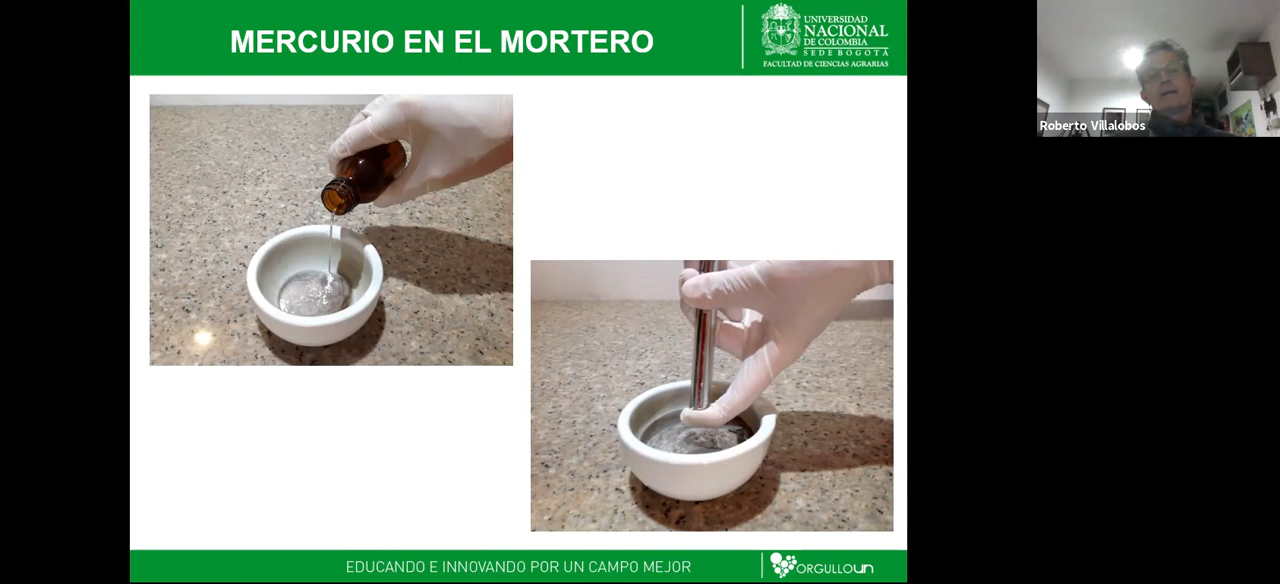 MERCURIO EN EL MORTERO
UNIVERSIDAD
NACIONAL
DE COLOMBIA
SEDE BOGOTÁ
FACULTAD DE CIENCIAS AGRARIAS
Roberto Villalobos
EDUCANDO E INNOVANDO POR UN CAMPO MEJOR
ORGULLOUN